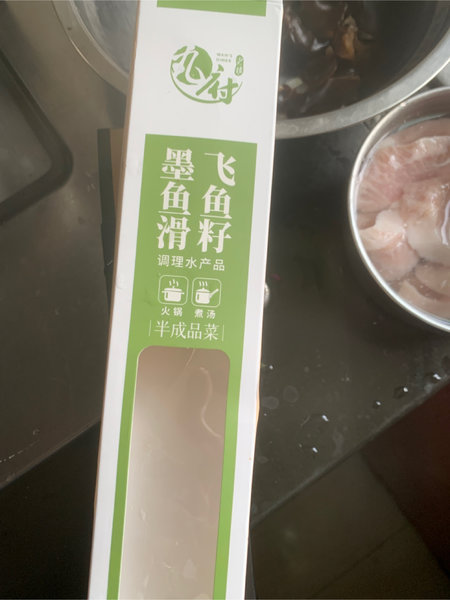 飞鱼籽
墨鱼滑
调理水产品
火锅 煮汤
半成品菜